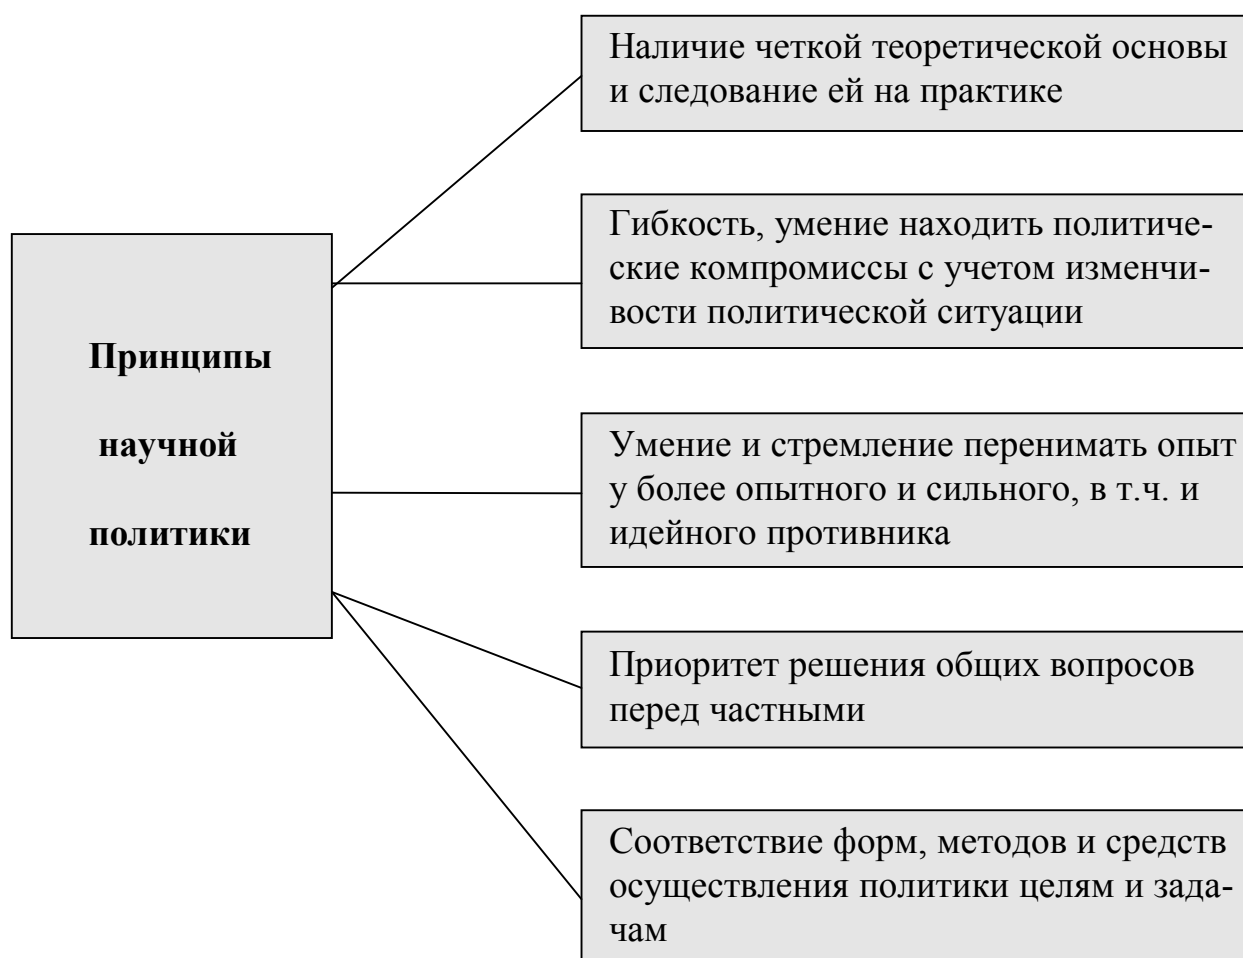 Принципы
научной
политики
Наличие четкой теоретической основы
и следование ей на практике
Гибкость, умение находить политиче-
ские компромиссы с учетом изменчи-
вости политической ситуации
Умение и стремление перенимать опыт
у более опытного и сильного, в т.ч. и
идейного противника
Приоритет решения общих вопросов
перед частными
Соответствие форм, методов и средств
осуществления политики целям и зада-
чам